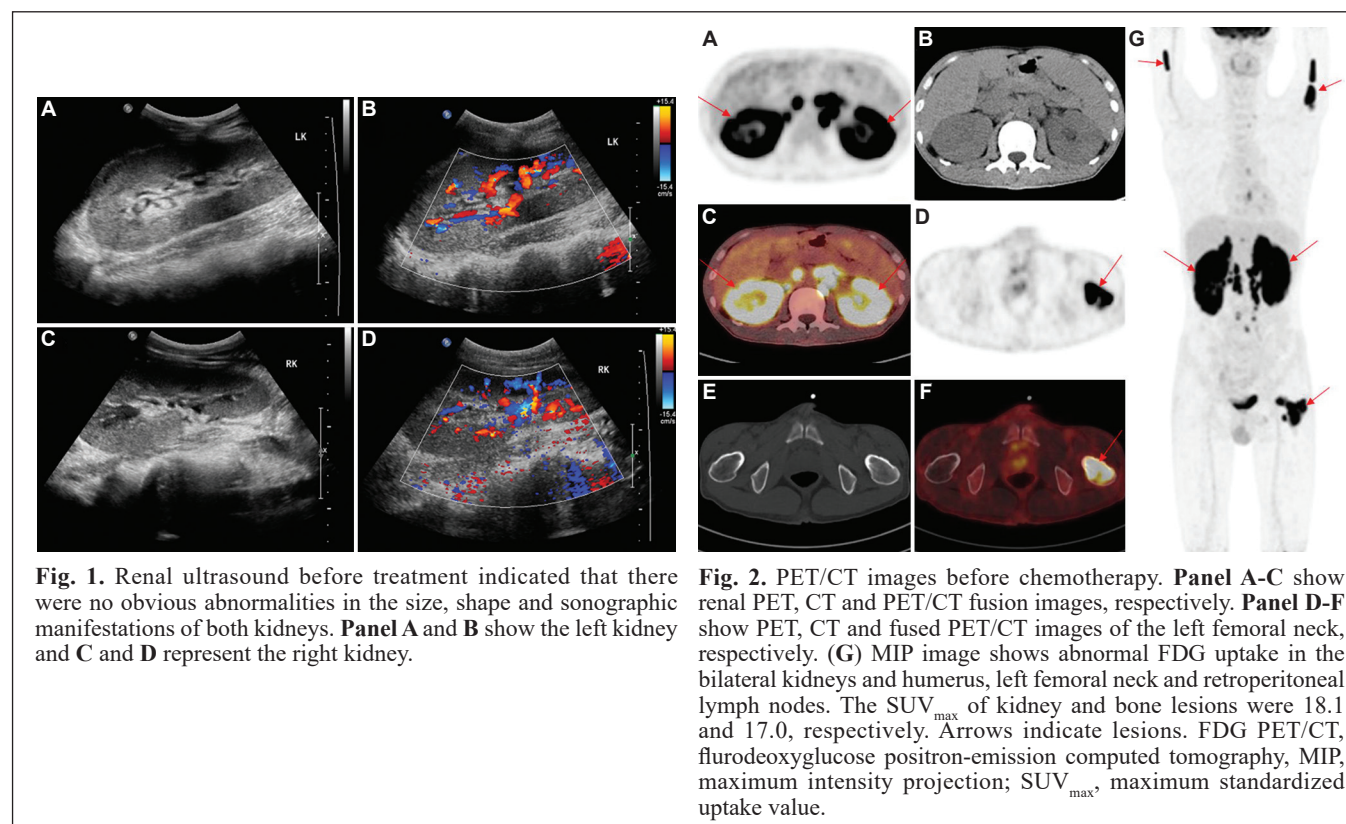 A
LK
B
LK
+15.4
-15.4
cm/s
C
RK
D
RK
+15.4
-15.4
cm/s
Fig. 1. Renal ultrasound before treatment indicated that there
were no obvious abnormalities in the size, shape and sonographic
manifestations of both kidneys. Panel A and B show the left kidney
and C and D represent the right kidney.
A
B
G
C
D
E
F
Fig. 2. PET/CT images before chemotherapy. Panel A-C show
renal PET, CT and PET/CT fusion images, respectively. Panel D-F
show PET, CT and fused PET/CT images of the left femoral neck,
respectively. (G) MIP image shows abnormal FDG uptake in the
bilateral kidneys and humerus, left femoral neck and retroperitoneal
lymph nodes. The SUVmax of kidney and bone lesions were 18.1
and 17.0, respectively. Arrows indicate lesions. FDG PET/CT,
flurodeoxyglucose positron-emission computed tomography, MIP,
maximum intensity projection; SUVmax, maximum standardized
uptake value.